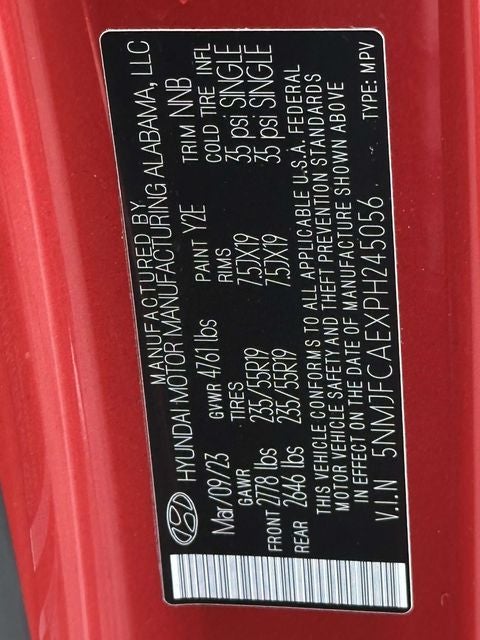 MANUFACTURED BY
HYUNDAI MOTOR MANUFACTURING ALABAMA, LLC
Mar/09/23 GVWR 4761 lbs PAINT Y2E TRIM NNB
GAWR TIRES RIMS COLD TIRE INFL
FRONT 2778 lbs 235/55R19 7.5JX19 35 psi SINGLE
REAR 2646 lbs 235/55R19 7.5JX19 35 psi SINGLE
THIS VEHICLE CONFORMS TO ALL APPLICABLE U.S.A. FEDERAL
MOTOR VEHICLE SAFETY AND THEFT PREVENTION STANDARDS
IN EFFECT ON THE DATE OF MANUFACTURE SHOWN ABOVE
V.I.N 5NMJFCAEXPH245056 TYPE: MPV